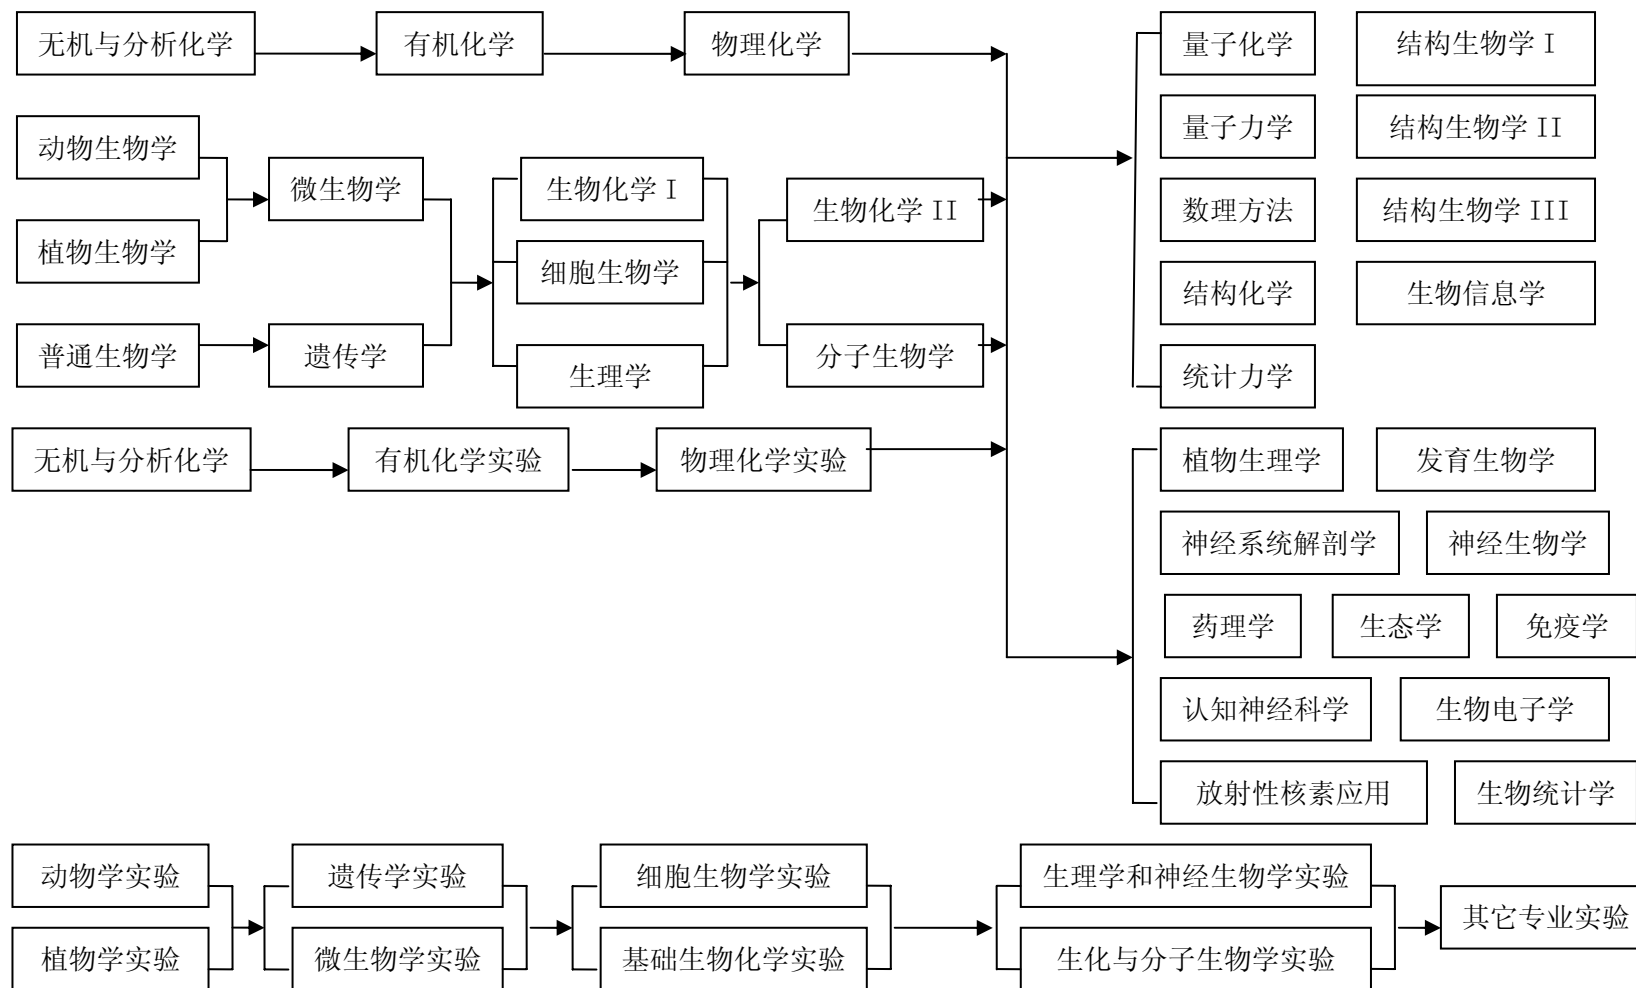 无机与分析化学
有机化学
物理化学
量子化学
结构生物学 I
动物生物学
微生物学
生物化学 I
生物化学 II
量子力学
结构生物学 II
植物生物学
细胞生物学
数理方法
结构生物学 III
结构化学
生物信息学
普通生物学
遗传学
生理学
分子生物学
统计力学
无机与分析化学
有机化学实验
物理化学实验
植物生理学
发育生物学
神经系统解剖学
神经生物学
药理学
生态学
免疫学
认知神经科学
生物电子学
放射性核素应用
生物统计学
动物学实验
遗传学实验
细胞生物学实验
生理学和神经生物学实验
其它专业实验
植物学实验
微生物学实验
基础生物化学实验
生化与分子生物学实验